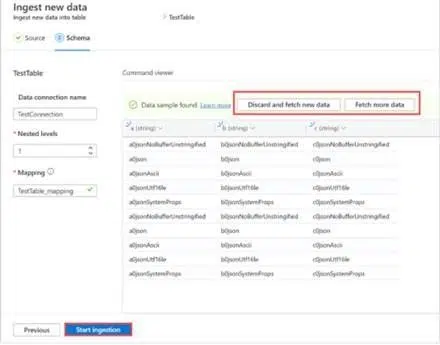 Ingest new data
Ingest new data into table > TestTable
Source Schema
TestTable Command viewer
Data connection name
TestConnection
* Nested levels
1
* Mapping
TestTable_mapping
Data sample found. Learn more Discard and fetch new data Fetch more data
a (string) b (string) c (string)
a0jsonNoBufferUnstringified b0jsonNoBufferUnstringified c0jsonNoBufferUnstringified
a0json b0json c0json
a0jsonAscii b0jsonAscii c0jsonAscii
a0jsonUtf16le b0jsonUtf16le c0jsonUtf16le
a0jsonSystemProps b0jsonSystemProps c0jsonSystemProps
a0jsonNoBufferUnstringified b0jsonNoBufferUnstringified c0jsonNoBufferUnstringified
a0json b0json c0json
a0jsonAscii b0jsonAscii c0jsonAscii
a0jsonUtf16le b0jsonUtf16le c0jsonUtf16le
a0jsonSystemProps b0jsonSystemProps c0jsonSystemProps
Previous Start ingestion